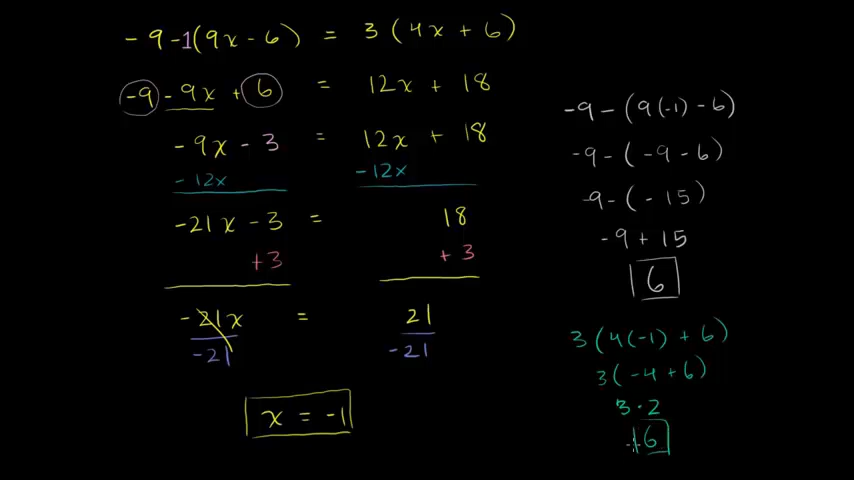 -9-1(9x-6) = 3(4x+6)
-9-9x+6 = 12x+18
-9x-3 = 12x+18
-12x -12x
-21x-3 = 18
+3 +3
-21x = 21
-21 -21
x = -1
-9-(9(-1)-6)
-9-(-9-6)
-9-(-15)
-9+15
6
3(4(-1)+6)
3(-4+6)
3·2
6